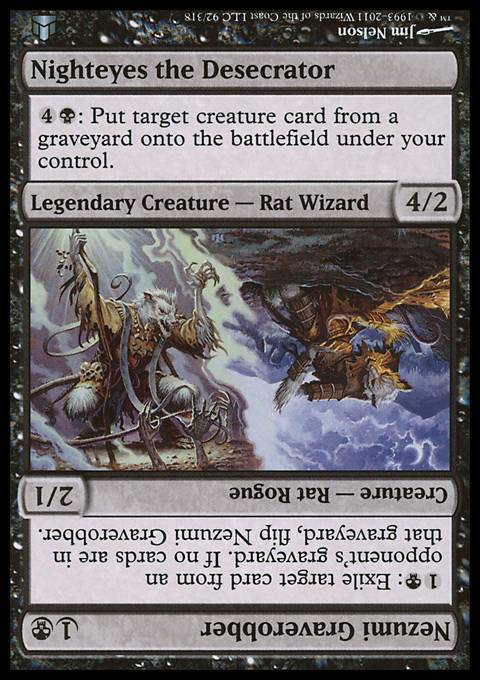 Nighteyes the Desecrator
4 : Put target creature card from a
graveyard onto the battlefield under your
control.
Legendary Creature — Rat Wizard
4/2
Nezumi Graverobber
1
1 : Exile target card from an
opponent's graveyard. If no cards are in
that graveyard, flip Nezumi Graverobber.
Creature — Rat Rogue
2/1
Jim Nelson
™ & © 1993-2011 Wizards of the Coast LLC 92/318